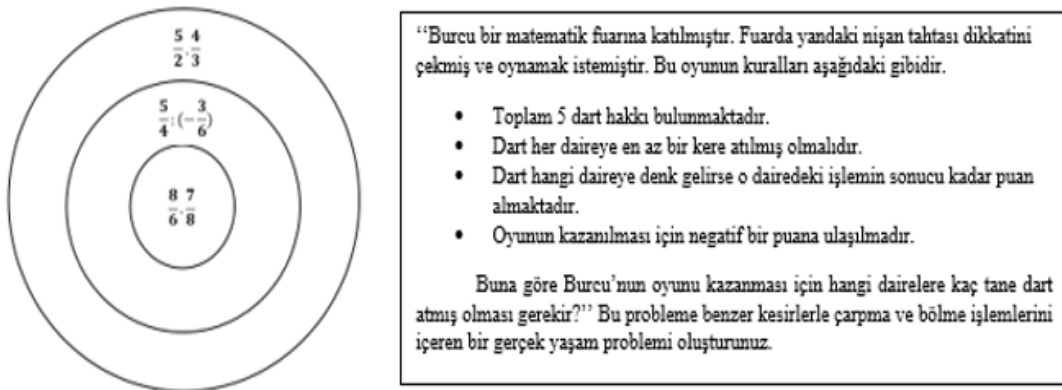 5/2 . 4/3
5/4 : (-3/6)
8/6 . 7/8
‘‘Burcu bir matematik fuarına katılmıştır. Fuarda yandaki nişan tahtası dikkatini
çekmiş ve oynamak istemiştir. Bu oyunun kuralları aşağıdaki gibidir.
• Toplam 5 dart hakkı bulunmaktadır.
• Dart her daireye en az bir kere atılmış olmalıdır.
• Dart hangi daireye denk gelirse o dairedeki işlemin sonucu kadar puan
almaktadır.
• Oyunun kazanılması için negatif bir puana ulaşılmadır.
Buna göre Burcu’nun oyunu kazanması için hangi dairelere kaç tane dart
atmış olması gerekir?’’ Bu probleme benzer kesirlerle çarpma ve bölme işlemlerini
içeren bir gerçek yaşam problemi oluşturunuz.